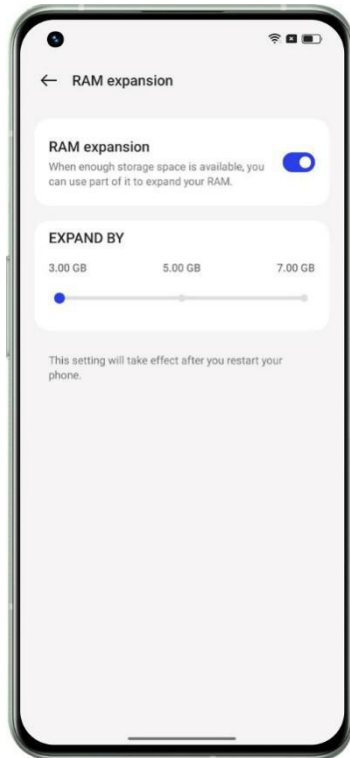 RAM expansion
RAM expansion
When enough storage space is available, you
can use part of it to expand your RAM.
EXPAND BY
3.00 GB 5.00 GB 7.00 GB
This setting will take effect after you restart your
phone.